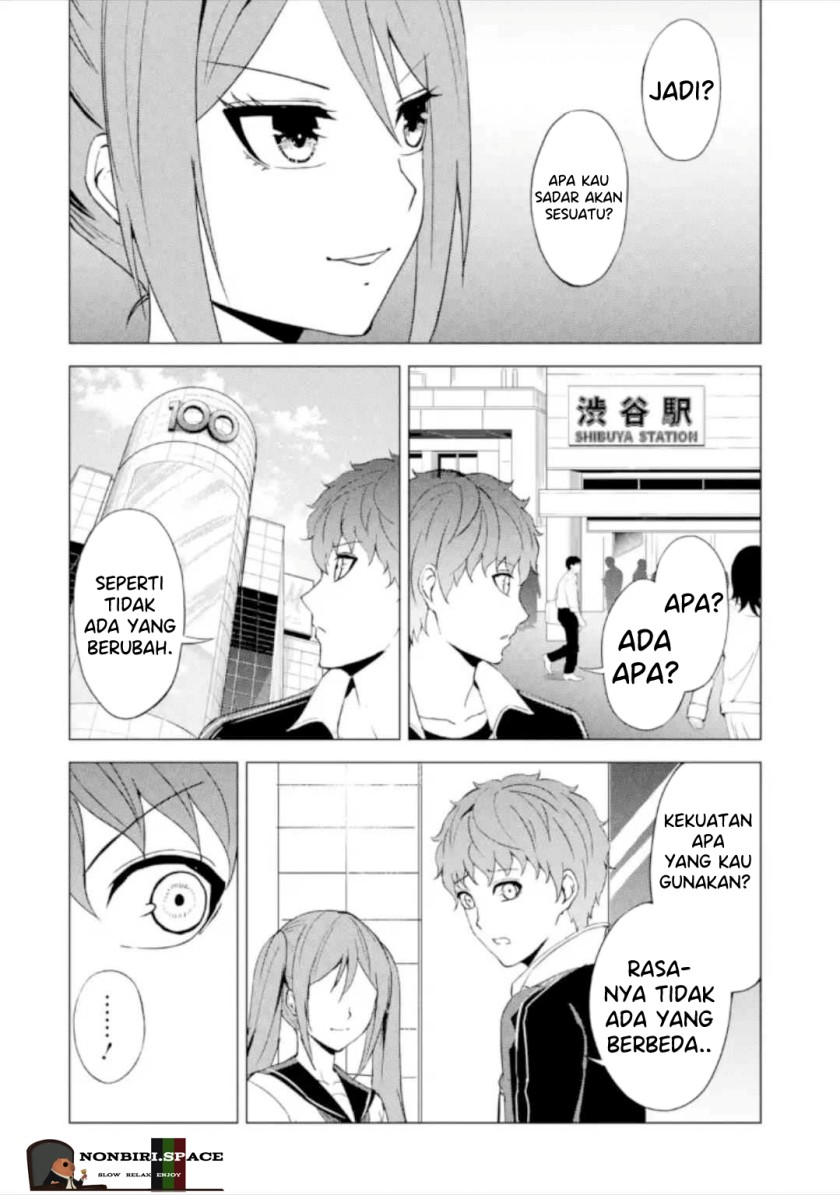 JADI?
APA KAU
SADAR AKAN
SESUATU?
渋谷駅
SHIBUYA STATION
APA?
ADA
APA?
100
SEPERTI
TIDAK
ADA YANG
BERUBAH.
KEKUATAN
APA
YANG KAU
GUNAKAN?
RASA-
NYA TIDAK
ADA YANG
BERBEDA..
........!
NONBIRI.SPACE
SLOW RELAX ENJOY